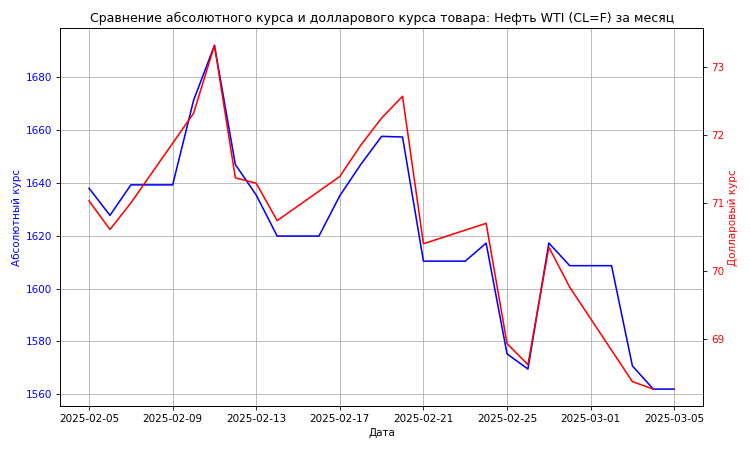 Сравнение абсолютного курса и долларового курса товара: Нефть WTI (CL=F) за месяц
Абсолютный курс
1680
1660
1640
1620
1600
1580
1560
73
72
71
70
69
Долларовый курс
2025-02-05 2025-02-09 2025-02-13 2025-02-17 2025-02-21 2025-02-25 2025-03-01 2025-03-05
Дата